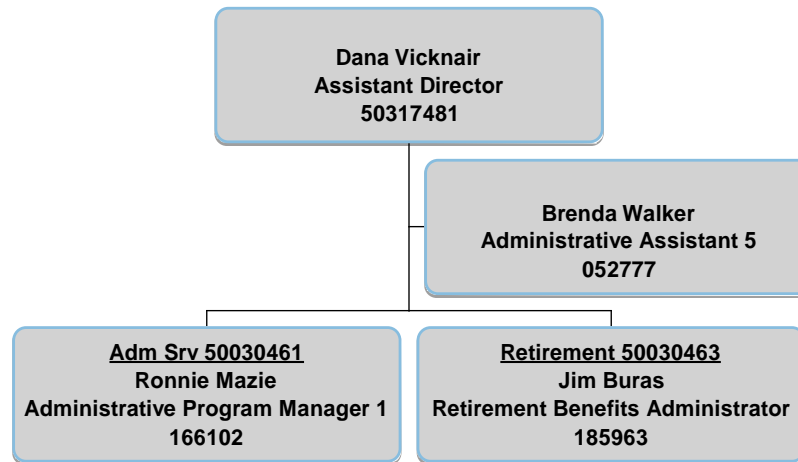 Dana Vicknair
Assistant Director
50317481
Brenda Walker
Administrative Assistant 5
052777
Adm Srv 50030461
Ronnie Mazie
Administrative Program Manager 1
166102
Retirement 50030463
Jim Buras
Retirement Benefits Administrator
185963